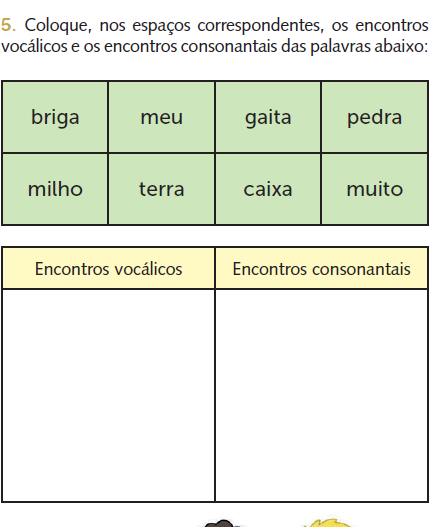 5. Coloque, nos espaços correspondentes, os encontros
vocálicos e os encontros consonantais das palavras abaixo:
briga meu gaita pedra
milho terra caixa muito
Encontros vocálicos Encontros consonantais